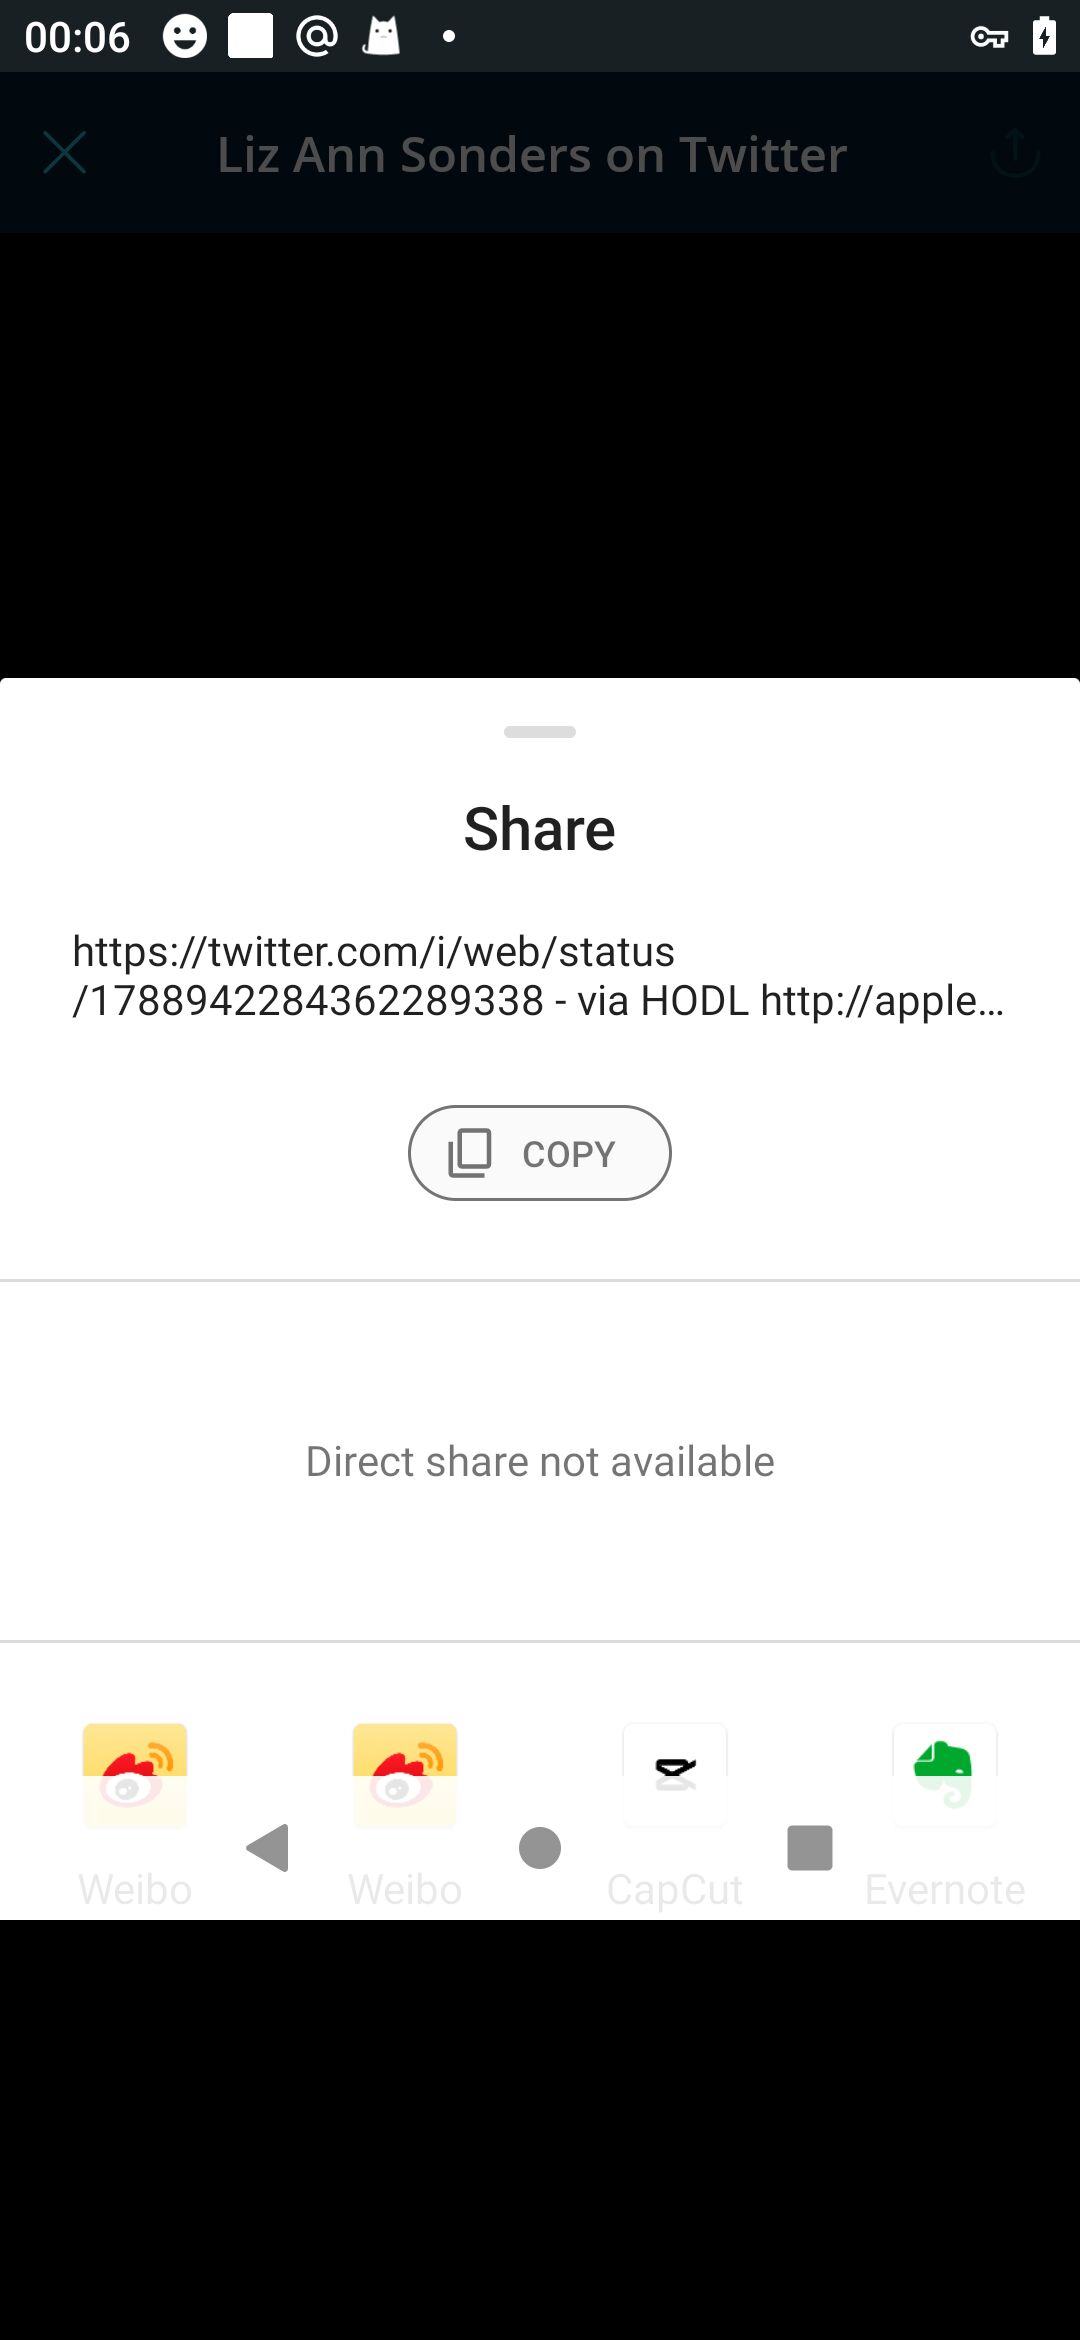 00:06
Liz Ann Sonders on Twitter
Share
https://twitter.com/i/web/status
/1788942284362289338 - via HODL http://apple…
COPY
Direct share not available
Weibo
Weibo
CapCut
Evernote